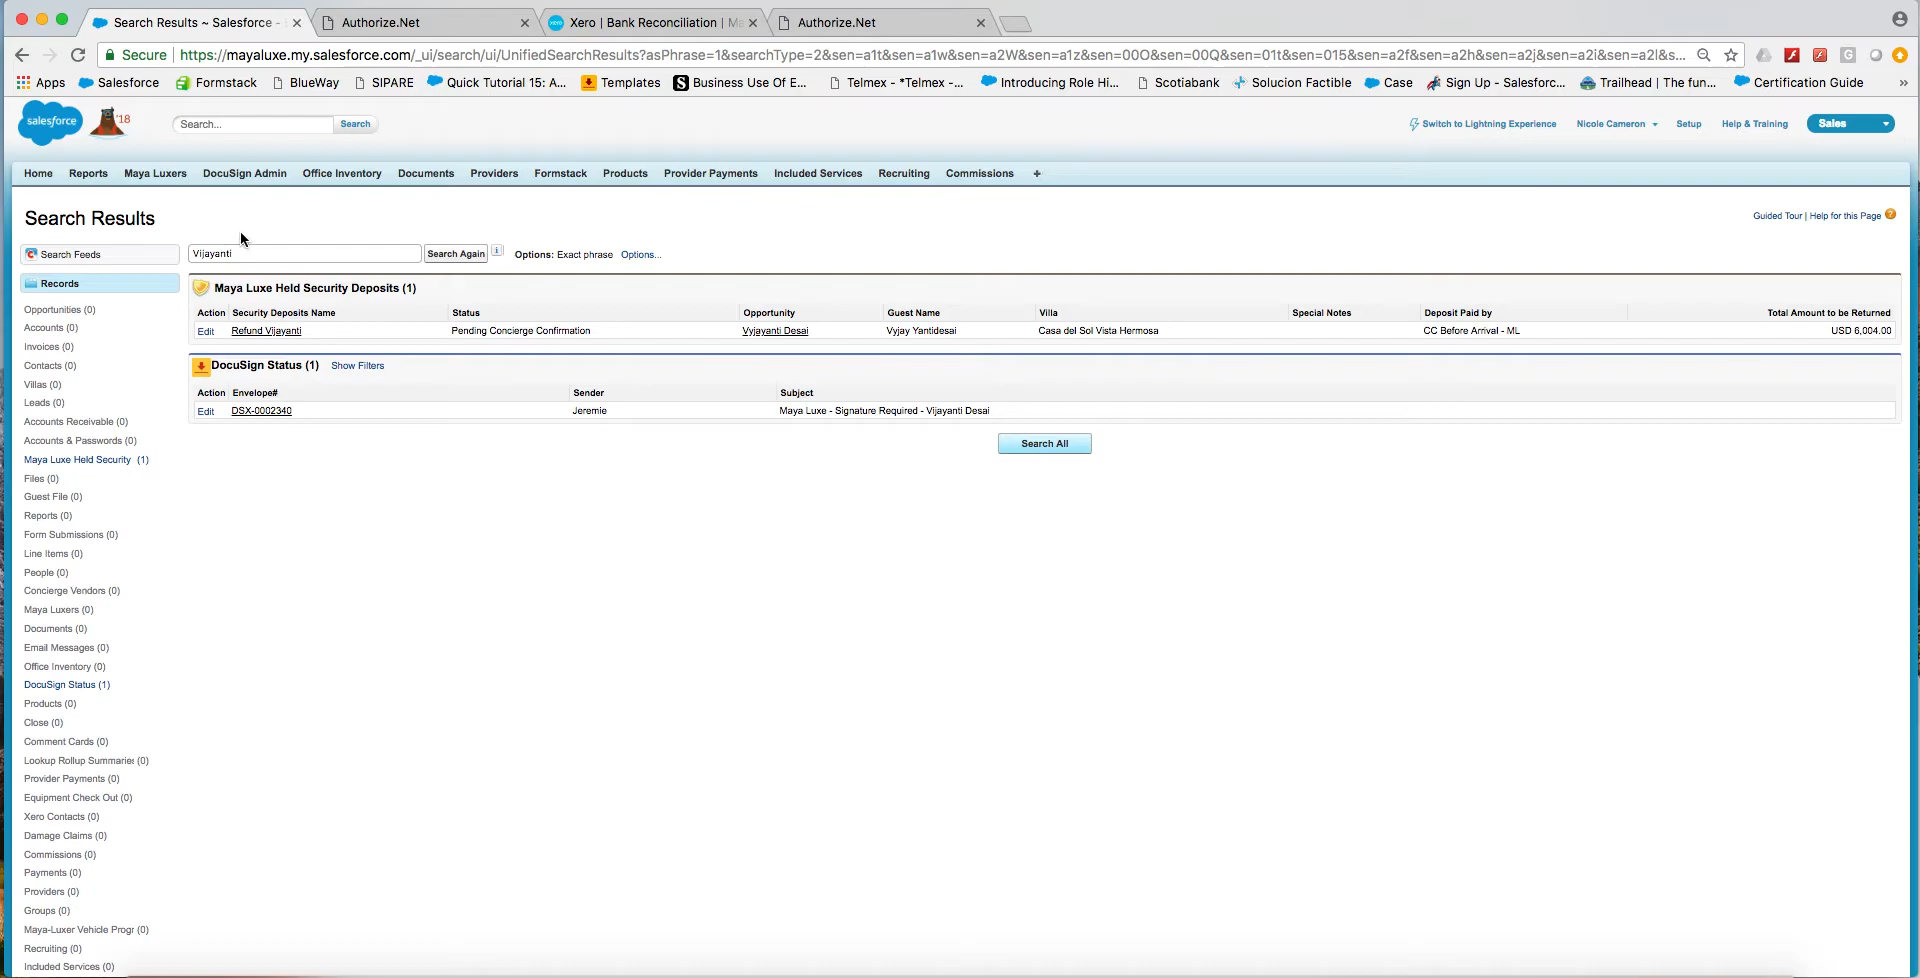 Search Results ~ Salesforce -
Authorize.Net
Xero | Bank Reconciliation | Ma
Authorize.Net
Secure https://mayaluxe.my.salesforce.com/_ui/search/ui/UnifiedSearchResults?asPhrase=1&searchType=2&sen=a1t&sen=a1w&sen=a2W&sen=a1z&sen=00O&sen=00Q&sen=01t&sen=015&sen=a2f&sen=a2h&sen=a2j&sen=a2i&sen=a2l&s...
Apps Salesforce Formstack BlueWay SIPARE Quick Tutorial 15: A... Templates Business Use Of E... Telmex - *Telmex -... Introducing Role Hi... Scotiabank Solucion Factible Case Sign Up - Salesforc... Trailhead | The fun... Certification Guide »
salesforce '18 Search... Search Switch to Lightning Experience Nicole Cameron Setup Help & Training Sales
Home Reports Maya Luxers DocuSign Admin Office Inventory Documents Providers Formstack Products Provider Payments Included Services Recruiting Commissions +
Search Results
Guided Tour | Help for this Page ?
Search Feeds
Vijayanti Search Again i Options: Exact phrase Options...
Records
Opportunities (0)
Accounts (0)
Invoices (0)
Contacts (0)
Villas (0)
Leads (0)
Accounts Receivable (0)
Accounts & Passwords (0)
Maya Luxe Held Security (1)
Files (0)
Guest File (0)
Reports (0)
Form Submissions (0)
Line Items (0)
People (0)
Concierge Vendors (0)
Maya Luxers (0)
Documents (0)
Email Messages (0)
Office Inventory (0)
DocuSign Status (1)
Products (0)
Close (0)
Comment Cards (0)
Lookup Rollup Summaries (0)
Provider Payments (0)
Equipment Check Out (0)
Xero Contacts (0)
Damage Claims (0)
Commissions (0)
Payments (0)
Providers (0)
Groups (0)
Maya-Luxer Vehicle Progr (0)
Recruiting (0)
Included Services (0)
Maya Luxe Held Security Deposits (1)
Action Security Deposits Name Status Opportunity Guest Name Villa Special Notes Deposit Paid by Total Amount to be Returned
Edit Refund Vijayanti Pending Concierge Confirmation Vyjayanti Desai Vyjay Yantidesai Casa del Sol Vista Hermosa CC Before Arrival - ML USD 6,004.00
DocuSign Status (1) Show Filters
Action Envelope# Sender Subject
Edit DSX-0002340 Jeremie Maya Luxe - Signature Required - Vijayanti Desai
Search All